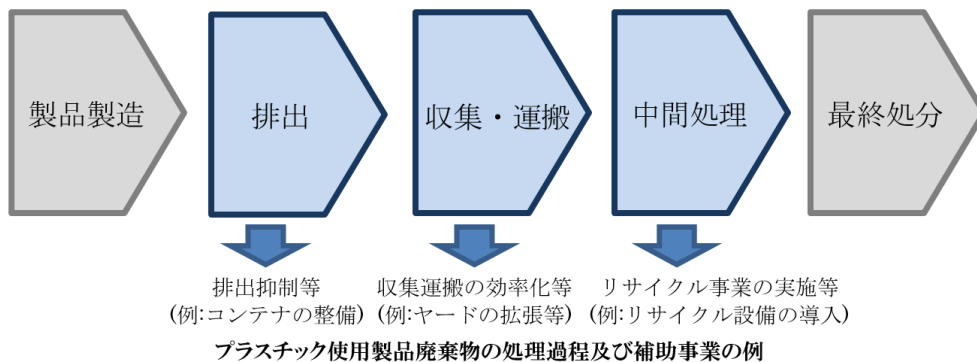 製品製造
排出
収集・運搬
中間処理
最終処分
排出抑制等
(例:コンテナの整備)
収集運搬の効率化等
(例:ヤードの拡張等)
リサイクル事業の実施等
(例:リサイクル設備の導入)
プラスチック使用製品廃棄物の処理過程及び補助事業の例